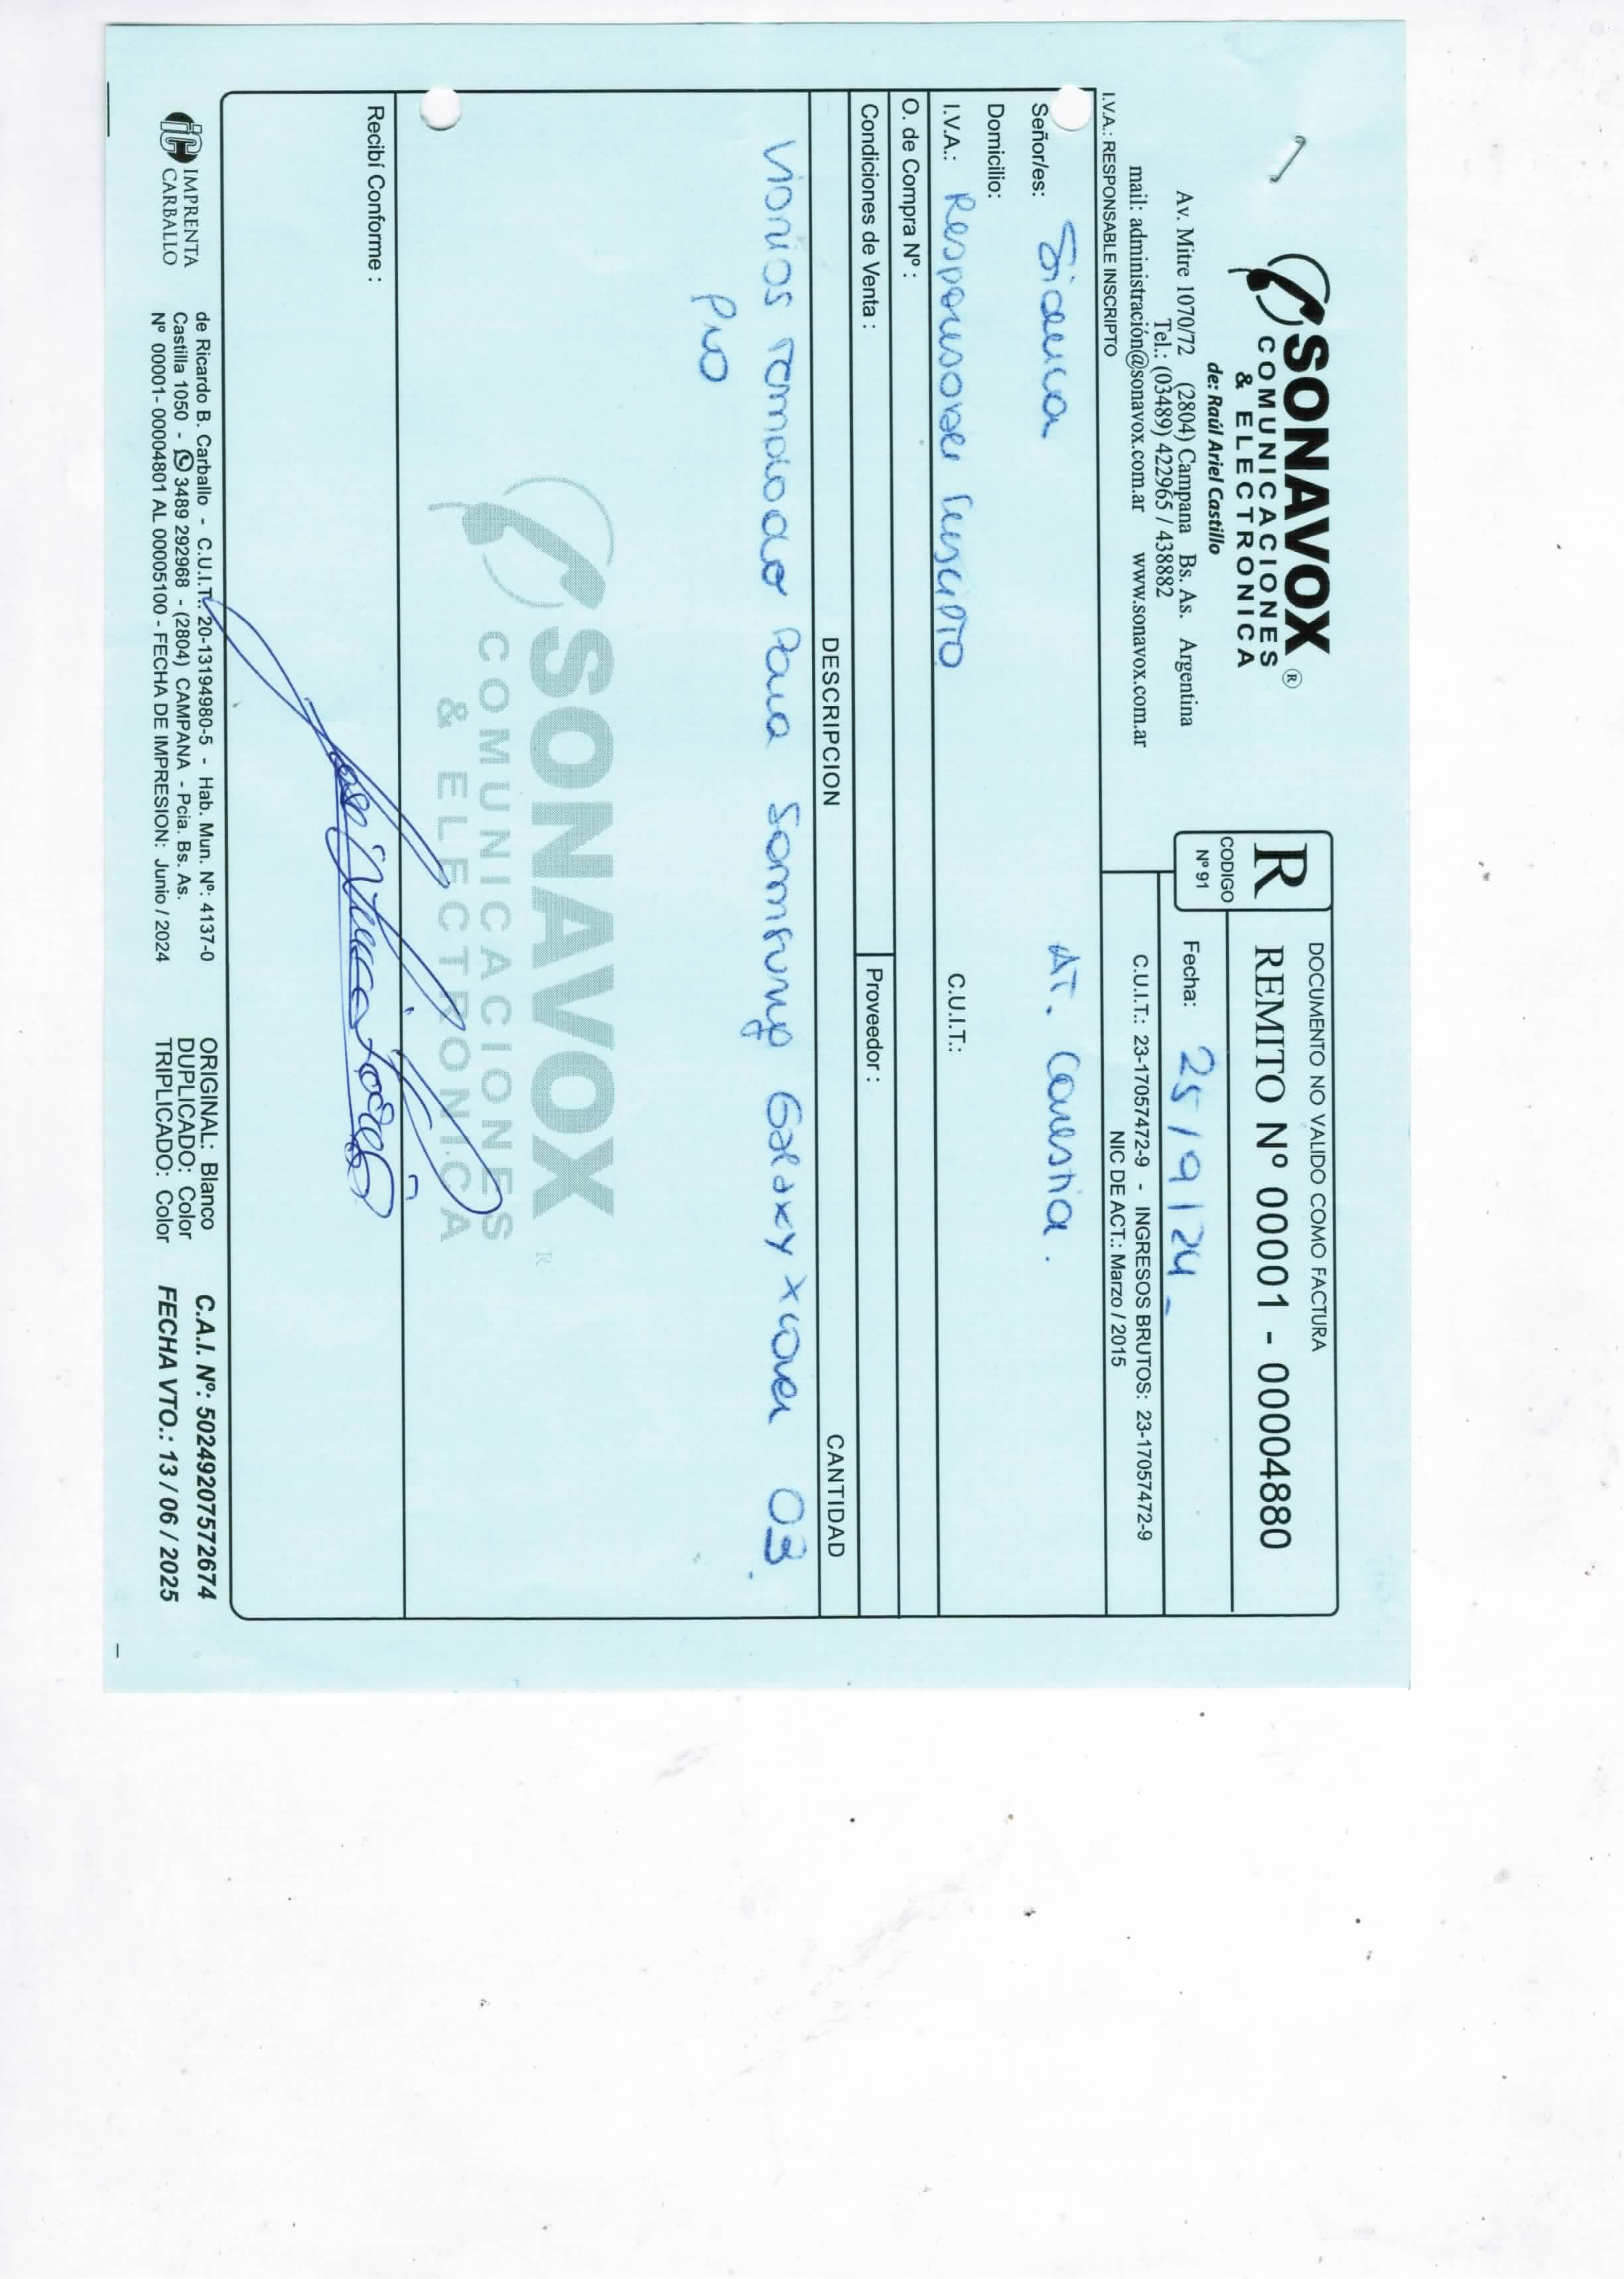 SONAVOX ®
COMUNICACIONES
& ELECTRONICA
de: Raúl Ariel Castillo
Av. Mitre 1070/72 (2804) Campana Bs. As. Argentina
Tel.: (03489) 422965 / 438882
mail: administración@sonavox.com.ar www.sonavox.com.ar
I.V.A.: RESPONSABLE INSCRIPTO
R
CODIGO
Nº 91
DOCUMENTO NO VALIDO COMO FACTURA
REMITO Nº 00001 - 00004880
Fecha: 25/9/24
C.U.I.T.: 23-17057472-9 - INGRESOS BRUTOS: 23-17057472-9
NIC DE ACT.: Marzo / 2015
Señor/es: Siderca AT.
Domicilio:
I.V.A.: Responsable Inscripto C.U.I.T.:
O. de Compra Nº :
Condiciones de Venta : Proveedor :
DESCRIPCION CANTIDAD
Vidrios Templado Para Samsung Galaxy Xcover 03
Pro
SONAVOX R
COMUNICACIONES
& ELECTRONICA
Recibí Conforme :
IMPRENTA
CARBALLO
de Ricardo B. Carballo - C.U.I.T.: 20-13194980-5 - Hab. Mun. Nº: 4137-0
Castilla 1050 - 3489 292968 - (2804) CAMPANA - Pcia. Bs. As.
Nº 00001- 00004801 AL 00005100 - FECHA DE IMPRESION: Junio / 2024
ORIGINAL: Blanco
DUPLICADO: Color
TRIPLICADO: Color
C.A.I. Nº: 50249207572674
FECHA VTO.: 13 / 06 / 2025